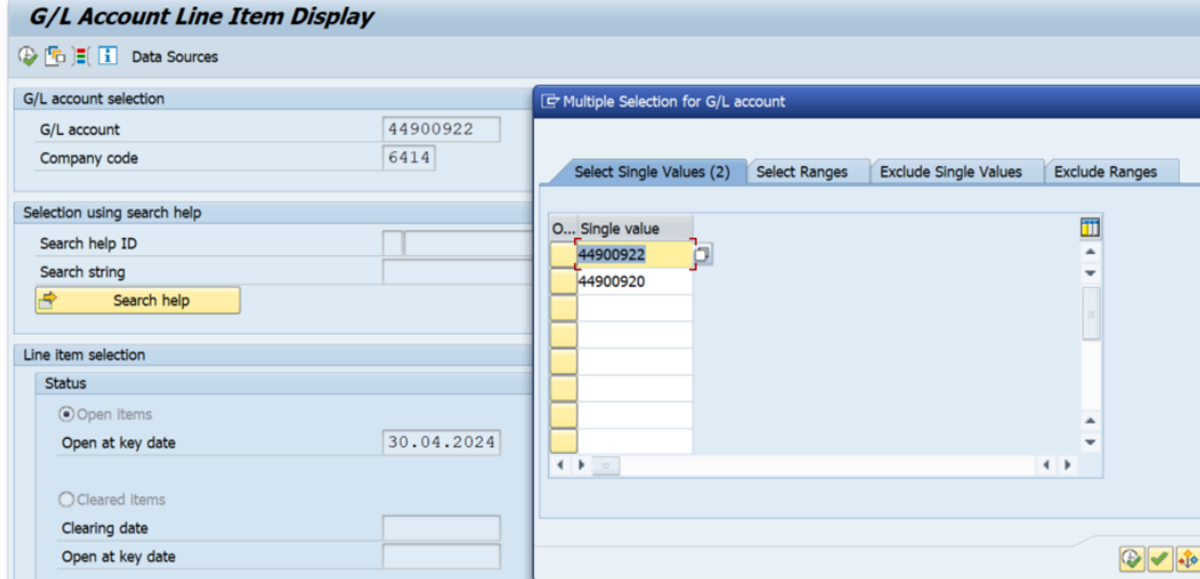 G/L Account Line Item Display
Data Sources
G/L account selection
G/L account 44900922
Company code 6414
Selection using search help
Search help ID
Search string
Search help
Line item selection
Status
Open items
Open at key date 30.04.2024
Cleared items
Clearing date
Open at key date
Multiple Selection for G/L account
Select Single Values (2) Select Ranges Exclude Single Values Exclude Ranges
O... Single value
44900922
44900920